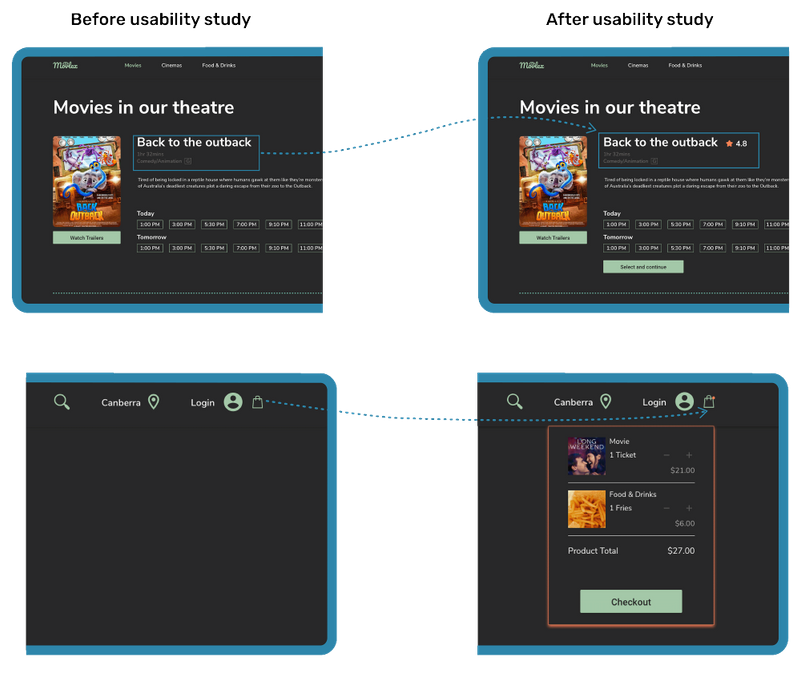 Before usability study
After usability study
Movies
Movies
Cinemas
Food & Drinks
Movies in our theatre
BACK
OUTBACK
Watch Trailers
Back to the outback
1hr 32mins
Comedy/Animation
Tired of being locked in a reptile house where humans gawk at them like they're monsters
of Australia's deadliest creatures plot a daring escape from their zoo to the Outback.
Today
1:00 PM 3:00 PM 5:30 PM 7:00 PM 9:10 PM 11:00 PM
Tomorrow
1:00 PM 3:00 PM 5:30 PM 7:00 PM 9:10 PM 11:00 PM
Movies
Movies
Cinemas
Food & Drinks
Movies in our theatre
BACK
OUTBACK
Watch Trailers
Back to the outback 4.8
1hr 32mins
Comedy/Animation
Tired of being locked in a reptile house where humans gawk at them like they're monsters
of Australia's deadliest creatures plot a daring escape from their zoo to the Outback.
Today
1:00 PM 3:00 PM 5:30 PM 7:00 PM 9:10 PM 11:00 PM
Tomorrow
1:00 PM 3:00 PM 5:30 PM 7:00 PM 9:10 PM 11:00 PM
Select and continue
Canberra
Login
Canberra
Login
LONG
WEEKEND
Movie
1 Ticket − +
$21.00
Food & Drinks
1 Fries − +
$6.00
Product Total $27.00
Checkout